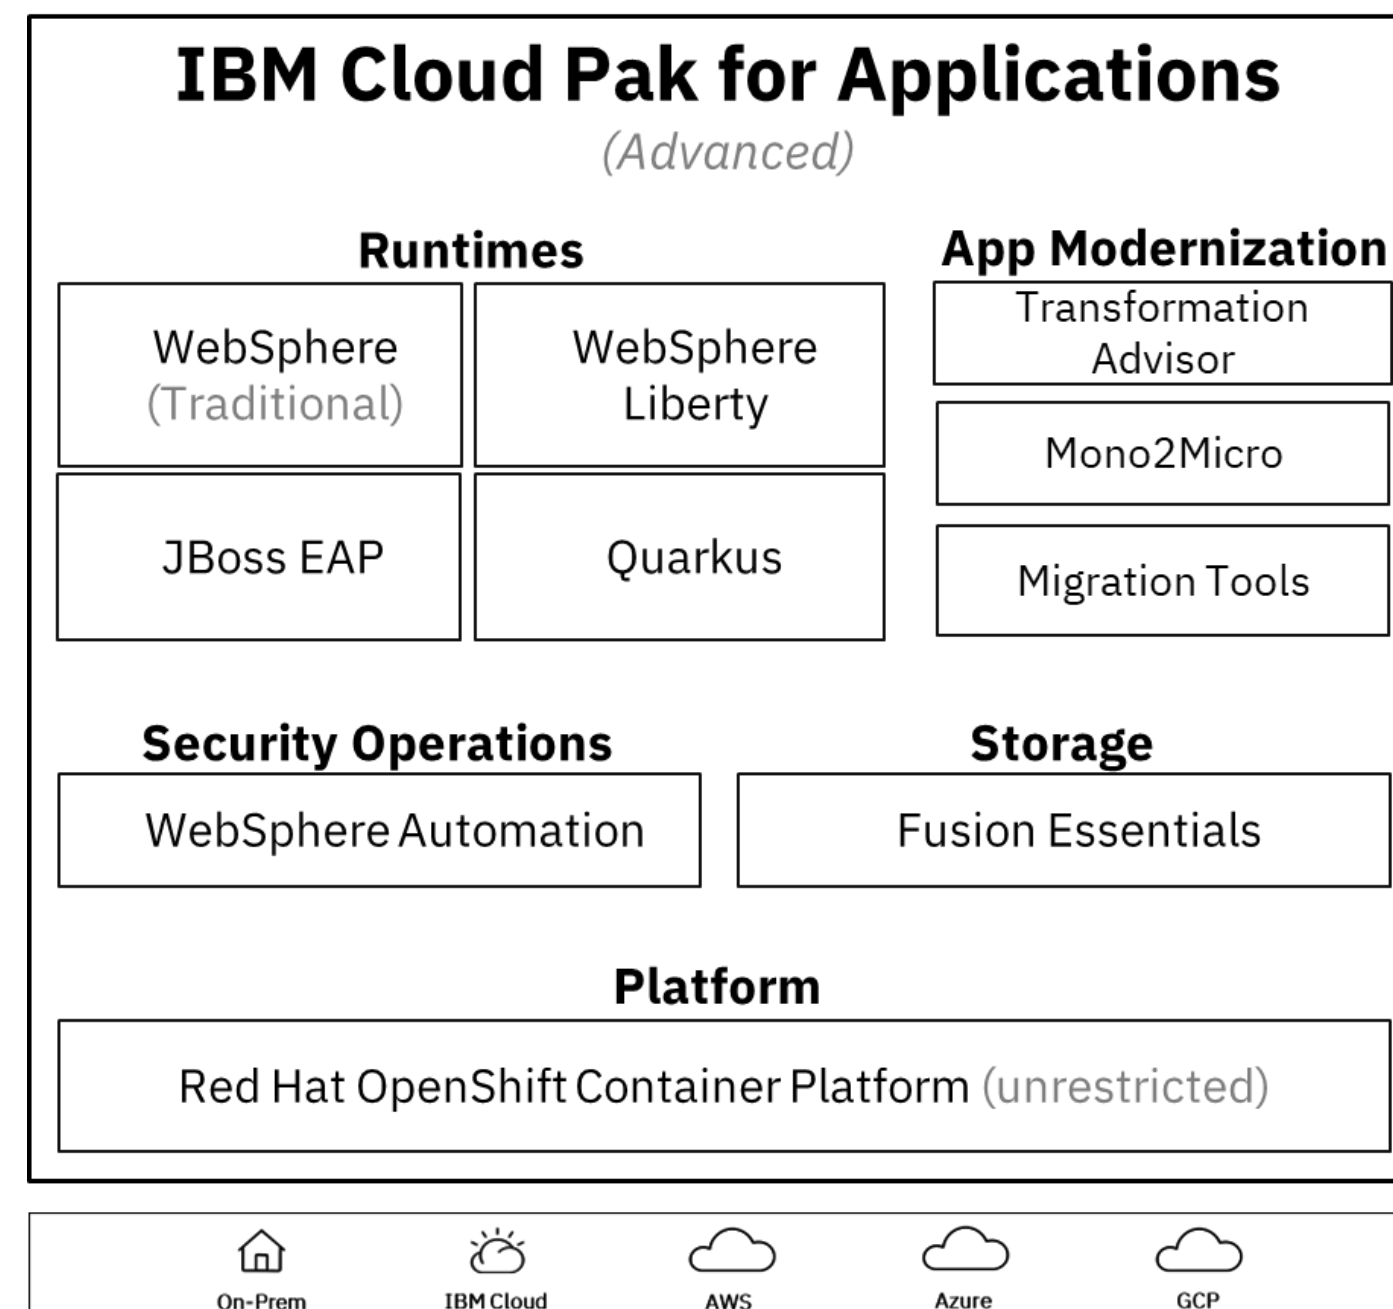 IBM Cloud Pak for Applications
(Advanced)
Runtimes
WebSphere
(Traditional)
WebSphere
Liberty
JBoss EAP
Quarkus
App Modernization
Transformation
Advisor
Mono2Micro
Migration Tools
Security Operations
WebSphere Automation
Storage
Fusion Essentials
Platform
Red Hat OpenShift Container Platform (unrestricted)
On-Prem
IBM Cloud
AWS
Azure
GCP